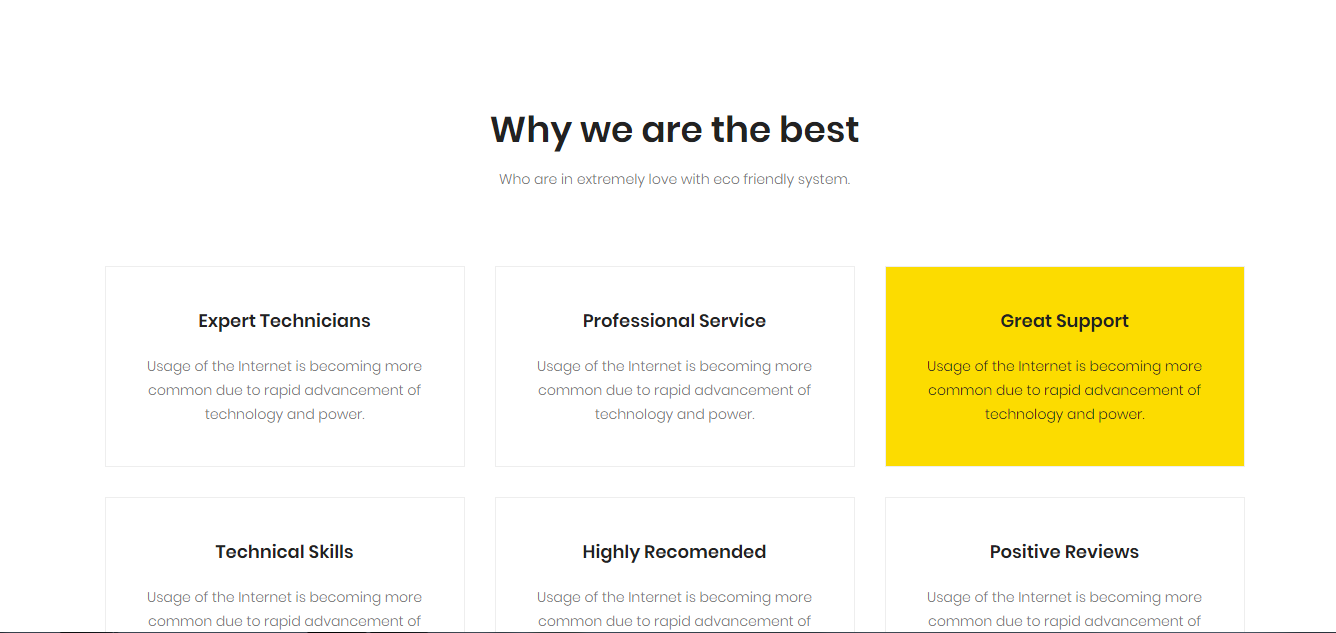 Why we are the best
Who are in extremely love with eco friendly system.
Expert Technicians
Usage of the Internet is becoming more
common due to rapid advancement of
technology and power.
Professional Service
Usage of the Internet is becoming more
common due to rapid advancement of
technology and power.
Great Support
Usage of the Internet is becoming more
common due to rapid advancement of
technology and power.
Technical Skills
Usage of the Internet is becoming more
common due to rapid advancement of
Highly Recomended
Usage of the Internet is becoming more
common due to rapid advancement of
Positive Reviews
Usage of the Internet is becoming more
common due to rapid advancement of